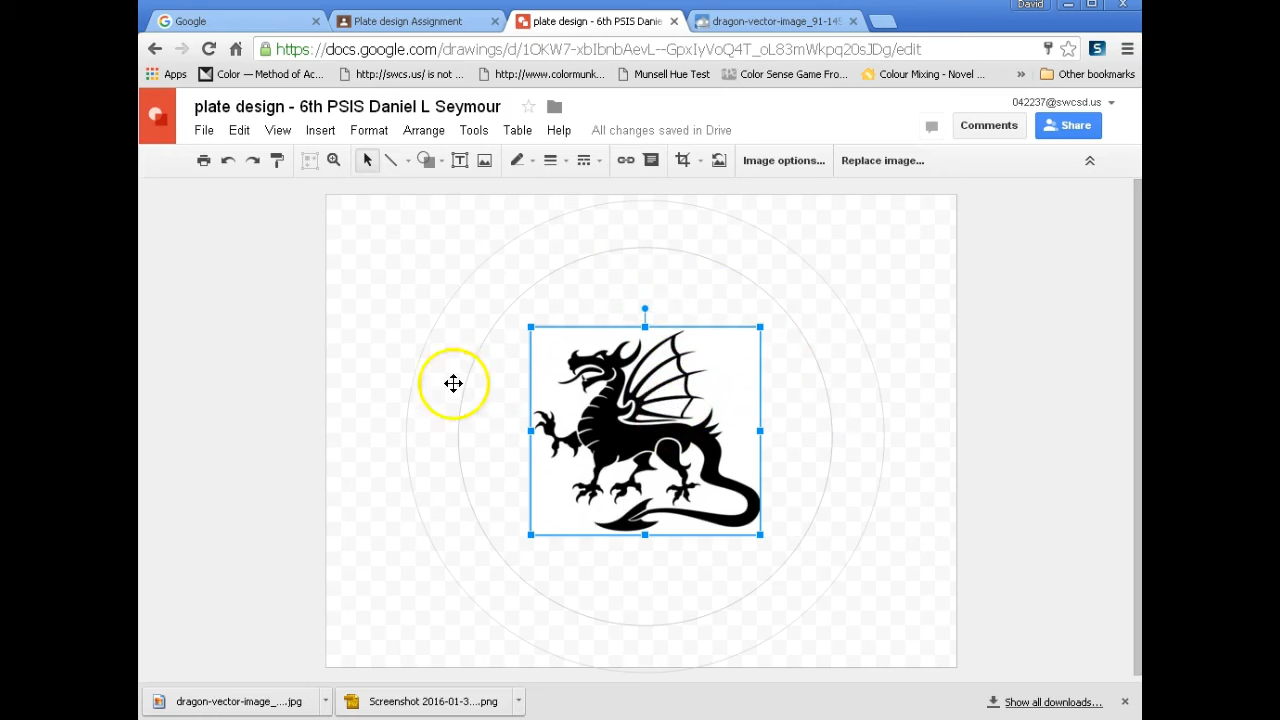 David
Google
Plate design Assignment
plate design - 6th PSIS Danie
dragon-vector-image_91-145
https://docs.google.com/drawings/d/1OKW7-xbIbnbAevL--GpxIyVoQ4T_oL83mWkpq20sJDg/edit
Apps
Color — Method of Ac...
http://swcs.us/ is not ...
http://www.colormunk...
Munsell Hue Test
Color Sense Game Fro...
Colour Mixing - Novel ...
»
Other bookmarks
plate design - 6th PSIS Daniel L Seymour
042237@swcsd.us
File Edit View Insert Format Arrange Tools Table Help All changes saved in Drive
Comments
Share
Image options...
Replace image...
dragon-vector-image_....jpg
Screenshot 2016-01-3....png
Show all downloads...